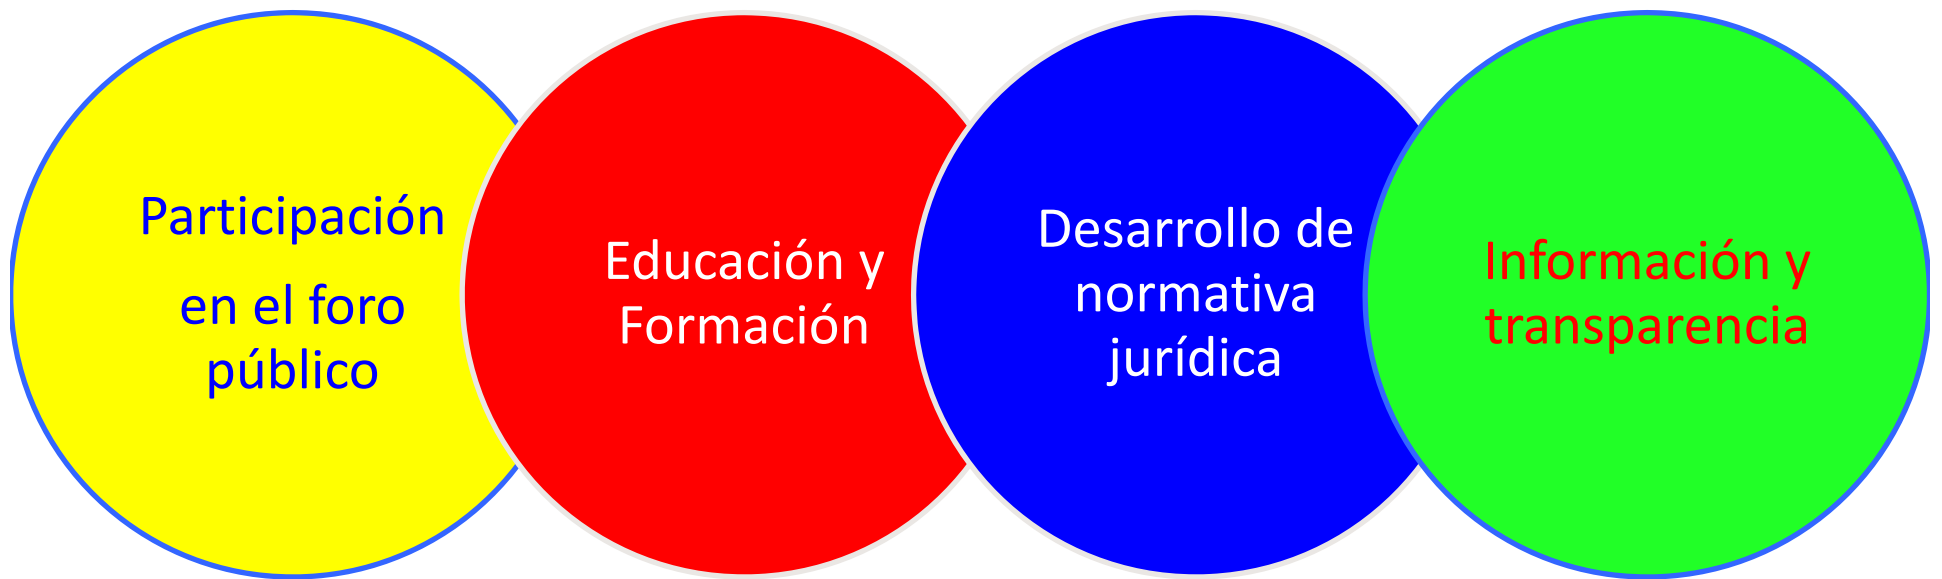 Participación
en el foro
público
Educación y
Formación
Desarrollo de
normativa
jurídica
Información y
transparencia